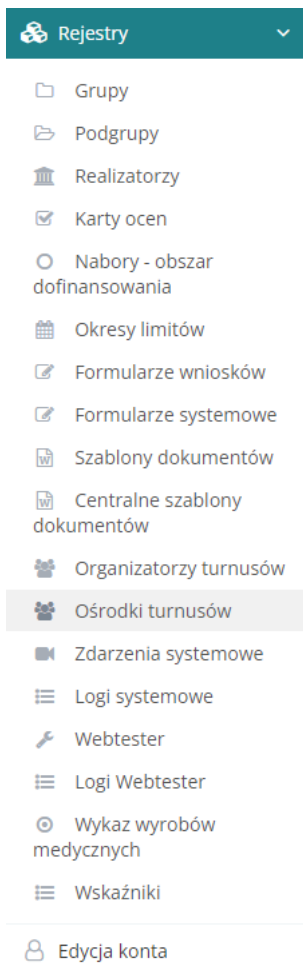 Rejestry
Grupy
Podgrupy
Realizatorzy
Karty ocen
Nabory - obszar
dofinansowania
Okresy limitów
Formularze wniosków
Formularze systemowe
Szablony dokumentów
Centralne szablony
dokumentów
Organizatorzy turnusów
Ośrodki turnusów
Zdarzenia systemowe
Logi systemowe
Webtester
Logi Webtester
Wykaz wyrobów
medycznych
Wskaźniki
Edycja konta